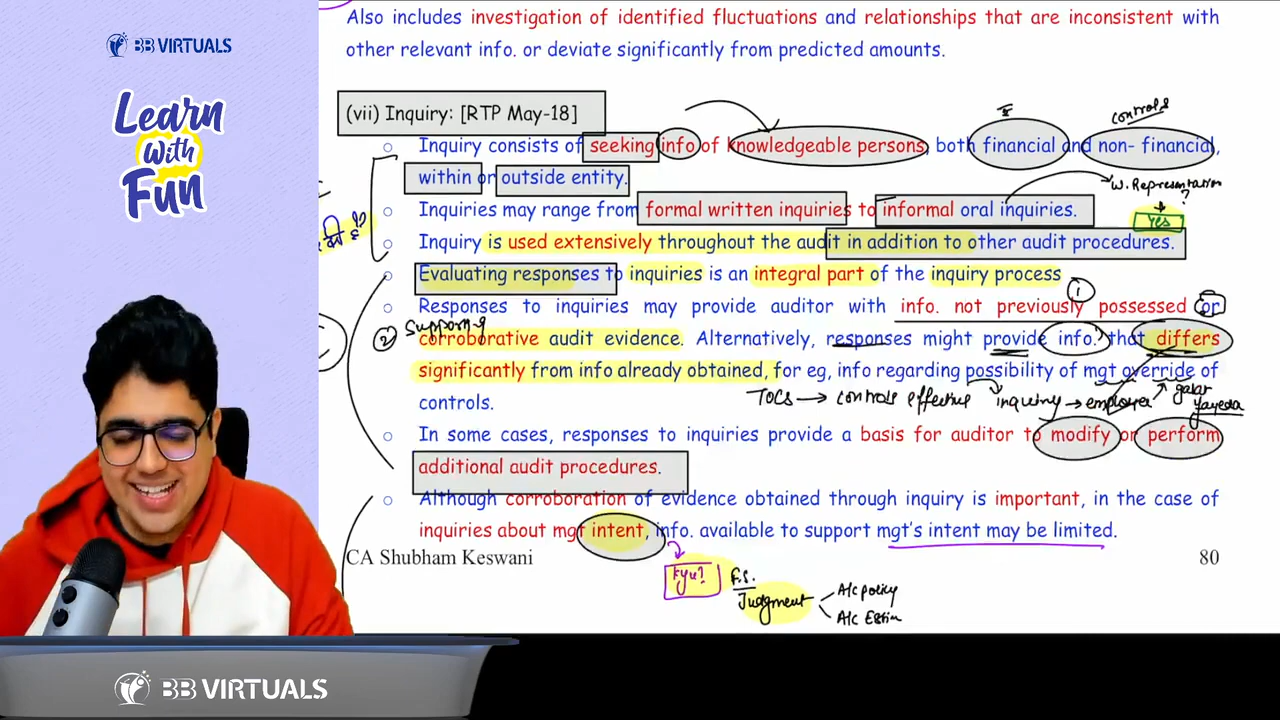 BB VIRTUALS
Learn
With
Fun
Also includes investigation of identified fluctuations and relationships that are inconsistent with
other relevant info. or deviate significantly from predicted amounts.
(vii) Inquiry: [RTP May-18]
controls
Inquiry consists of seeking info of knowledgeable persons, both financial and non- financial,
within or outside entity.
W. Representation
?
Inquiries may range from formal written inquiries to informal oral inquiries.
Yes
Inquiry is used extensively throughout the audit in addition to other audit procedures.
Evaluating responses to inquiries is an integral part of the inquiry process
1
Responses to inquiries may provide auditor with info. not previously possessed or
2 Supporting
corroborative audit evidence. Alternatively, responses might provide info. that differs
significantly from info already obtained, for eg, info regarding possibility of mgt override of
controls.
TOCs → controls effective inquiry → employee galat
In some cases, responses to inquiries provide a basis for auditor to modify or perform
additional audit procedures.
Although corroboration of evidence obtained through inquiry is important, in the case of
inquiries about mgt intent, info. available to support mgt's intent may be limited.
CA Shubham Keswani 80
Kyu?
F.S.
Judgment
A/c policy
A/c Estim
BB VIRTUALS